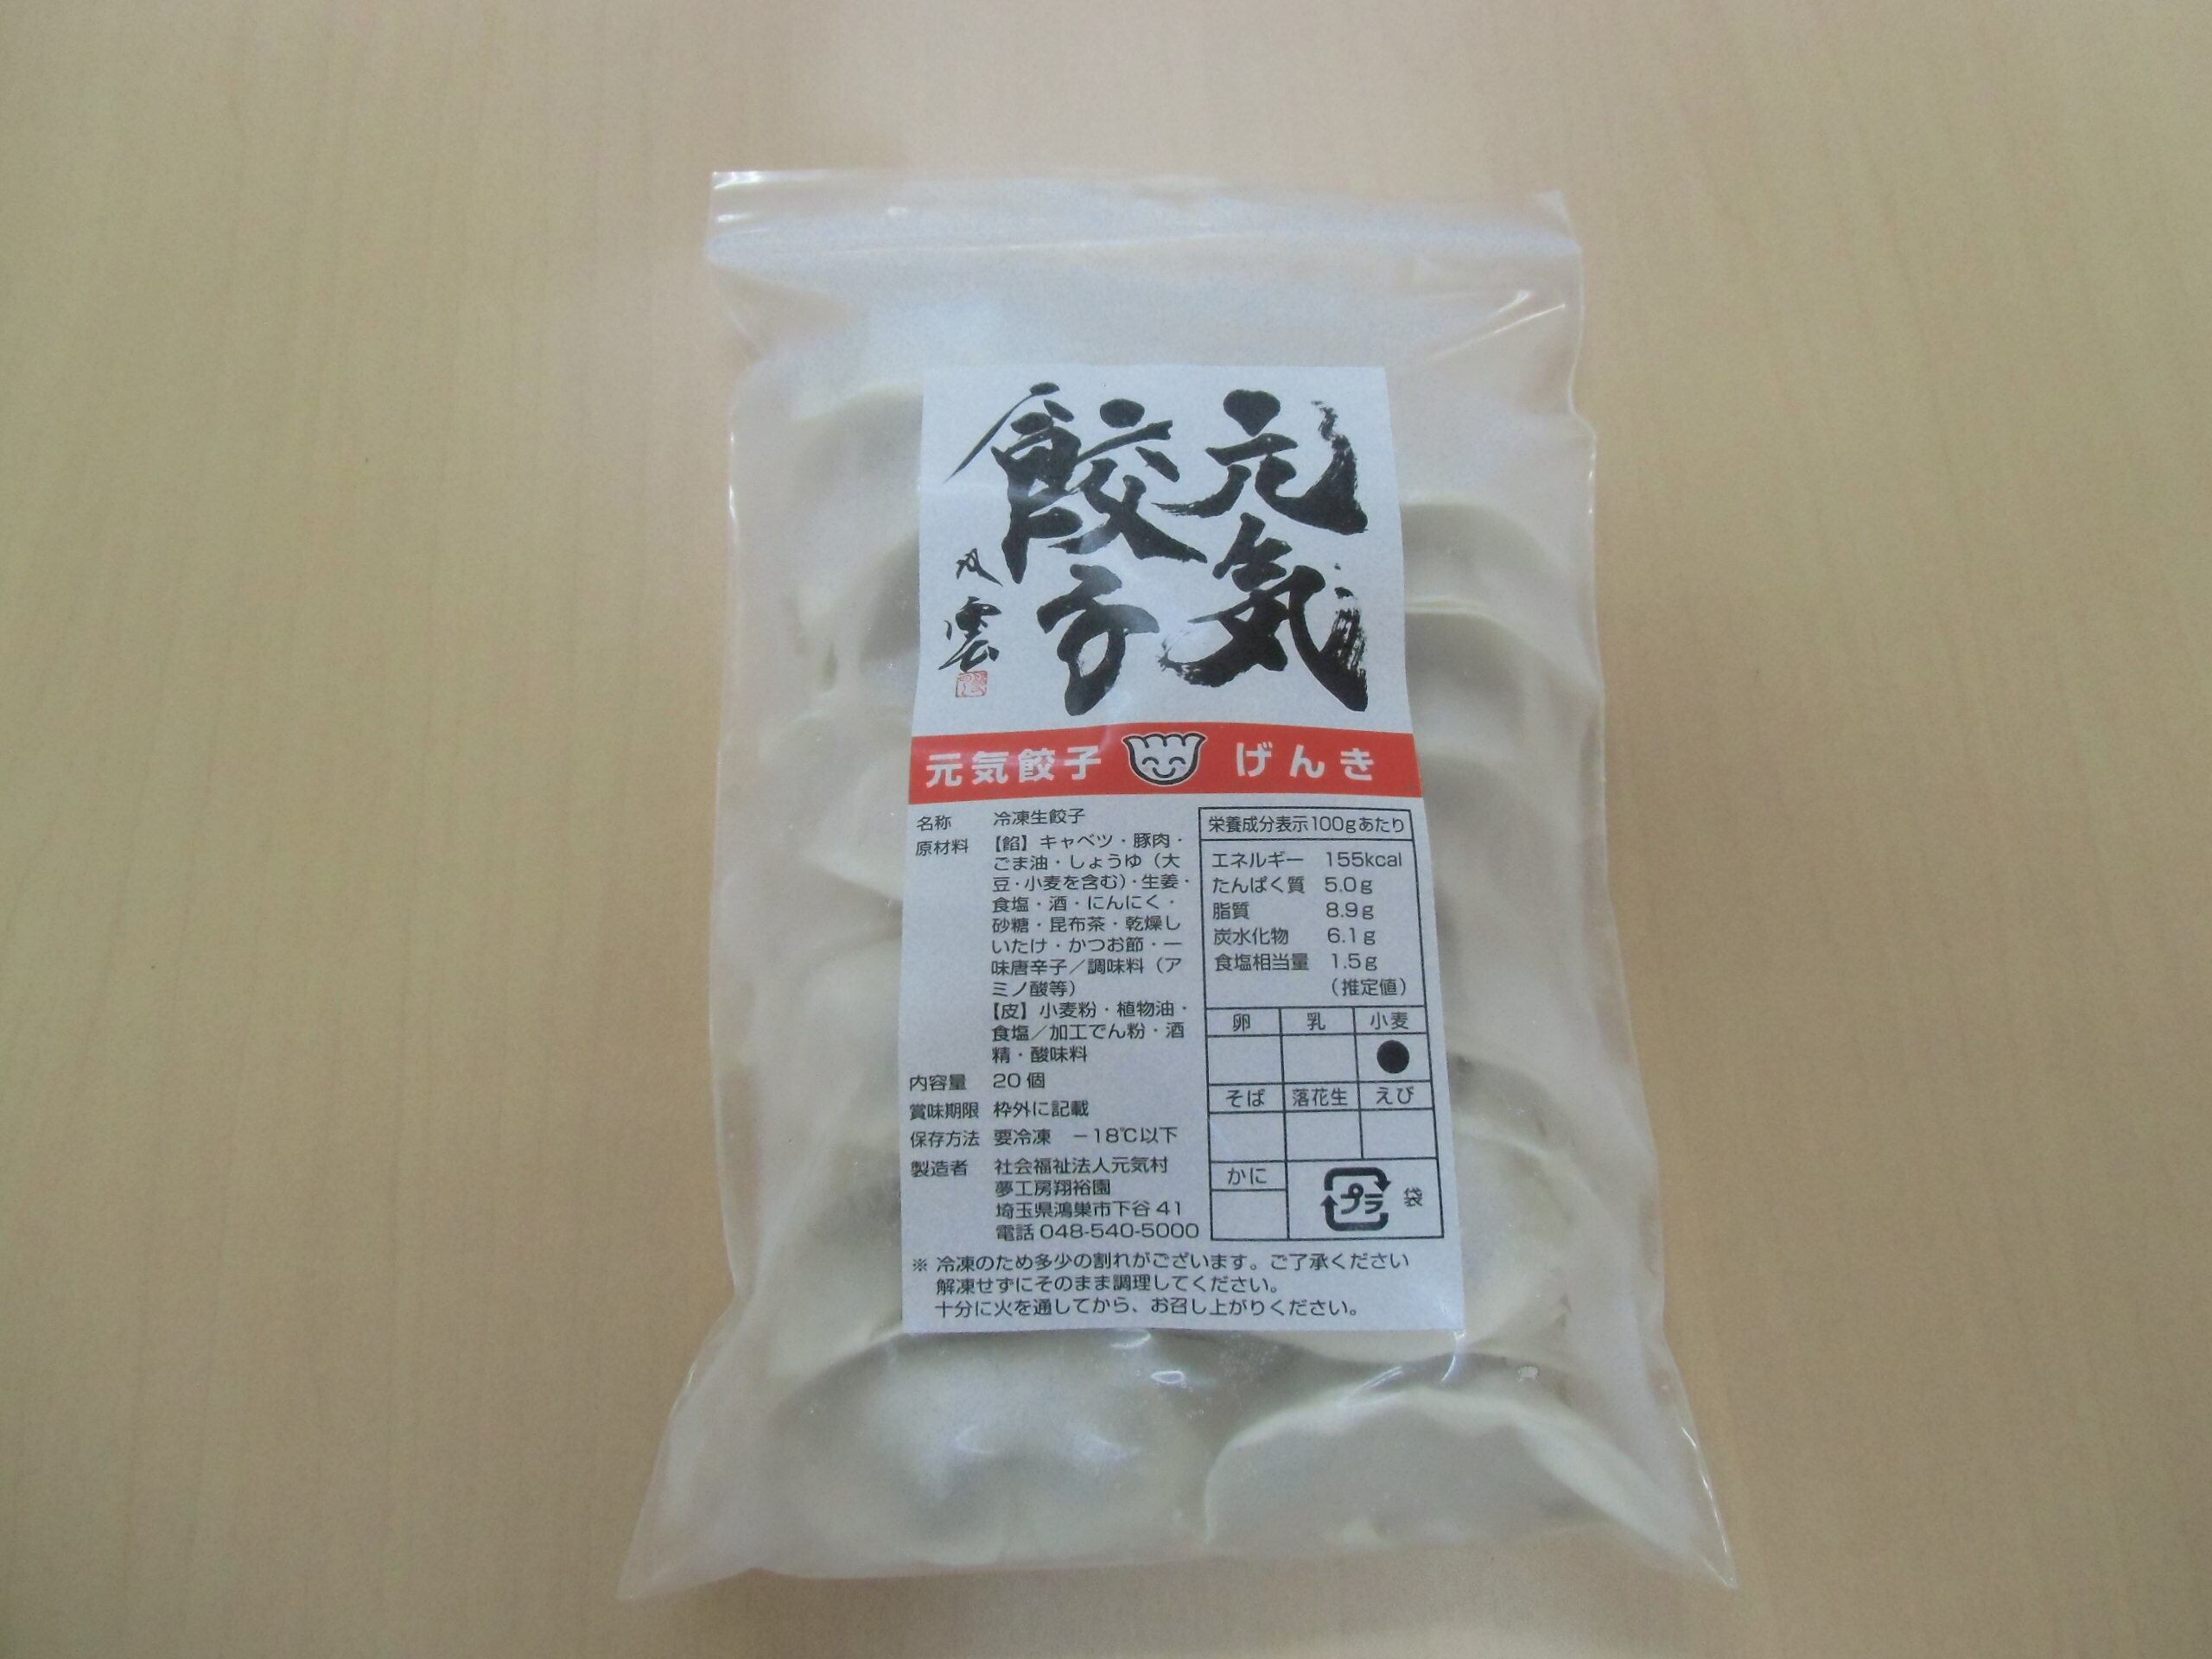 元気
餃子
雲
元気餃子 げんき
名称 冷凍生餃子
原材料 【餡】キャベツ・豚肉・
ごま油・しょうゆ（大
豆・小麦を含む）・生姜・
食塩・酒・にんにく・
砂糖・昆布茶・乾燥し
いたけ・かつお節・一
味唐辛子／調味料（ア
ミノ酸等）
【皮】小麦粉・植物油・
食塩／加工でん粉・酒
精・酸味料
内容量 20個
賞味期限 枠外に記載
保存方法 要冷凍 －18℃以下
製造者 社会福祉法人元気村
夢工房翔裕園
埼玉県鴻巣市下谷41
電話 048-540-5000
栄養成分表示100gあたり
エネルギー 155kcal
たんぱく質 5.0g
脂質 8.9g
炭水化物 6.1g
食塩相当量 1.5g
（推定値）
卵 乳 小麦
●
そば 落花生 えび
かに
プラ 袋
※ 冷凍のため多少の割れがございます。ご了承ください
解凍せずにそのまま調理してください。
十分に火を通してから、お召し上がりください。